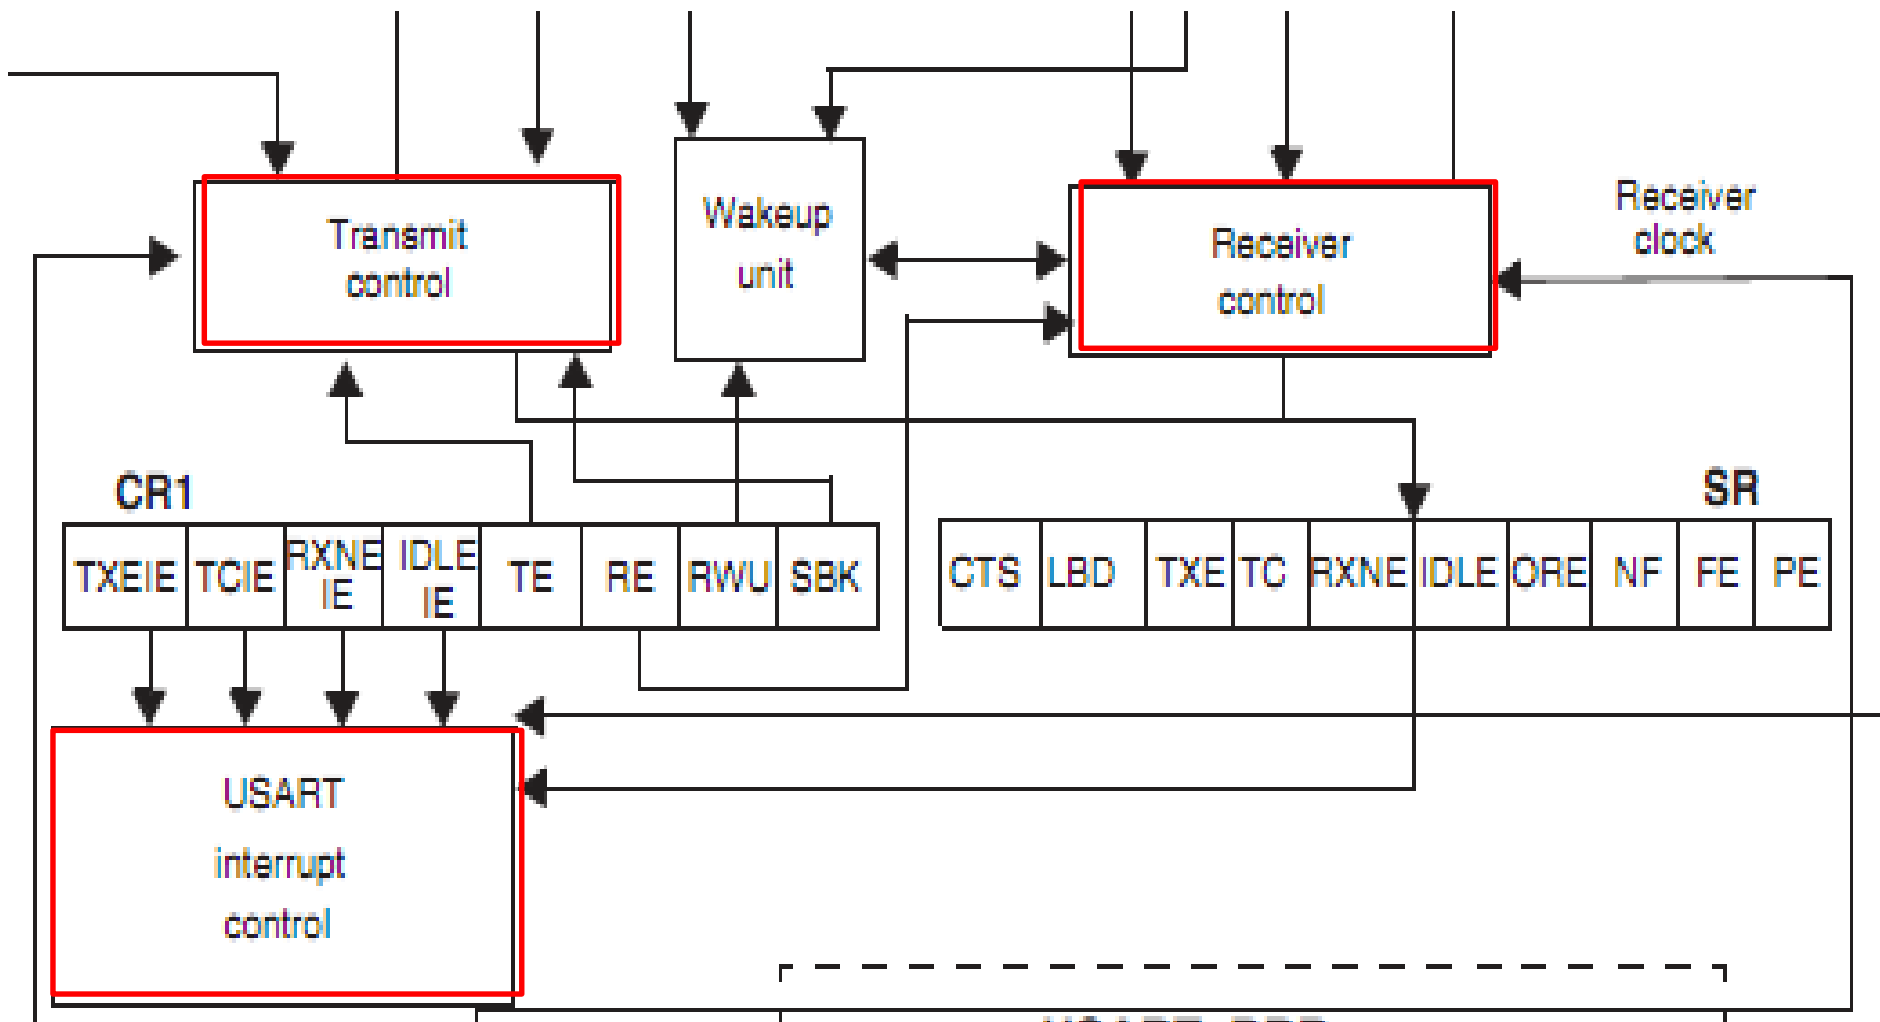 Transmit
control
Wakeup
unit
Receiver
control
Receiver
clock
CR1
SR
TXEIE TCIE RXNE IE IDLE IE TE RE RWU SBK
CTS LBD TXE TC RXNE IDLE ORE NF FE PE
USART
interrupt
control